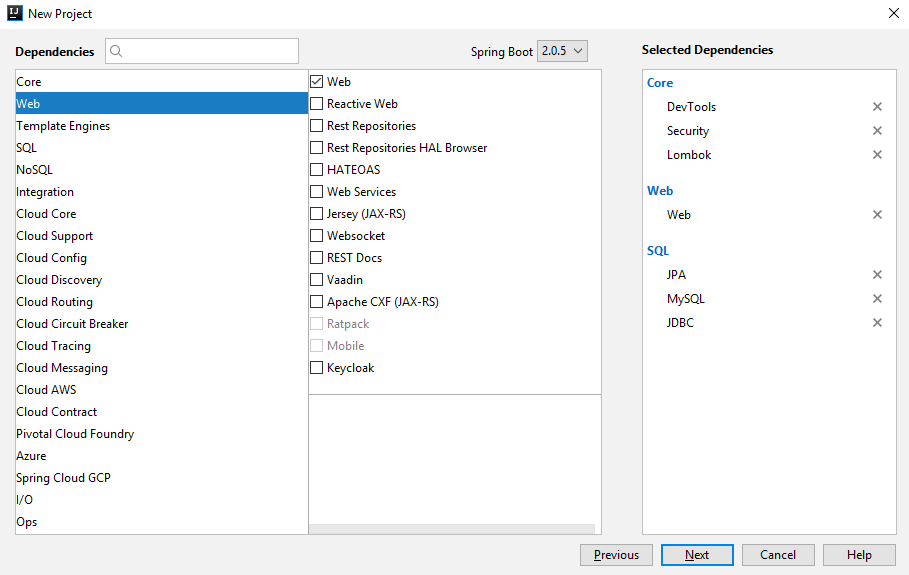 New Project
Dependencies
Spring Boot 2.0.5
Selected Dependencies
Core
Web
Template Engines
SQL
NoSQL
Integration
Cloud Core
Cloud Support
Cloud Config
Cloud Discovery
Cloud Routing
Cloud Circuit Breaker
Cloud Tracing
Cloud Messaging
Cloud AWS
Cloud Contract
Pivotal Cloud Foundry
Azure
Spring Cloud GCP
I/O
Ops
Web
Reactive Web
Rest Repositories
Rest Repositories HAL Browser
HATEOAS
Web Services
Jersey (JAX-RS)
Websocket
REST Docs
Vaadin
Apache CXF (JAX-RS)
Ratpack
Mobile
Keycloak
Core
DevTools
Security
Lombok
Web
Web
SQL
JPA
MySQL
JDBC
Previous
Next
Cancel
Help